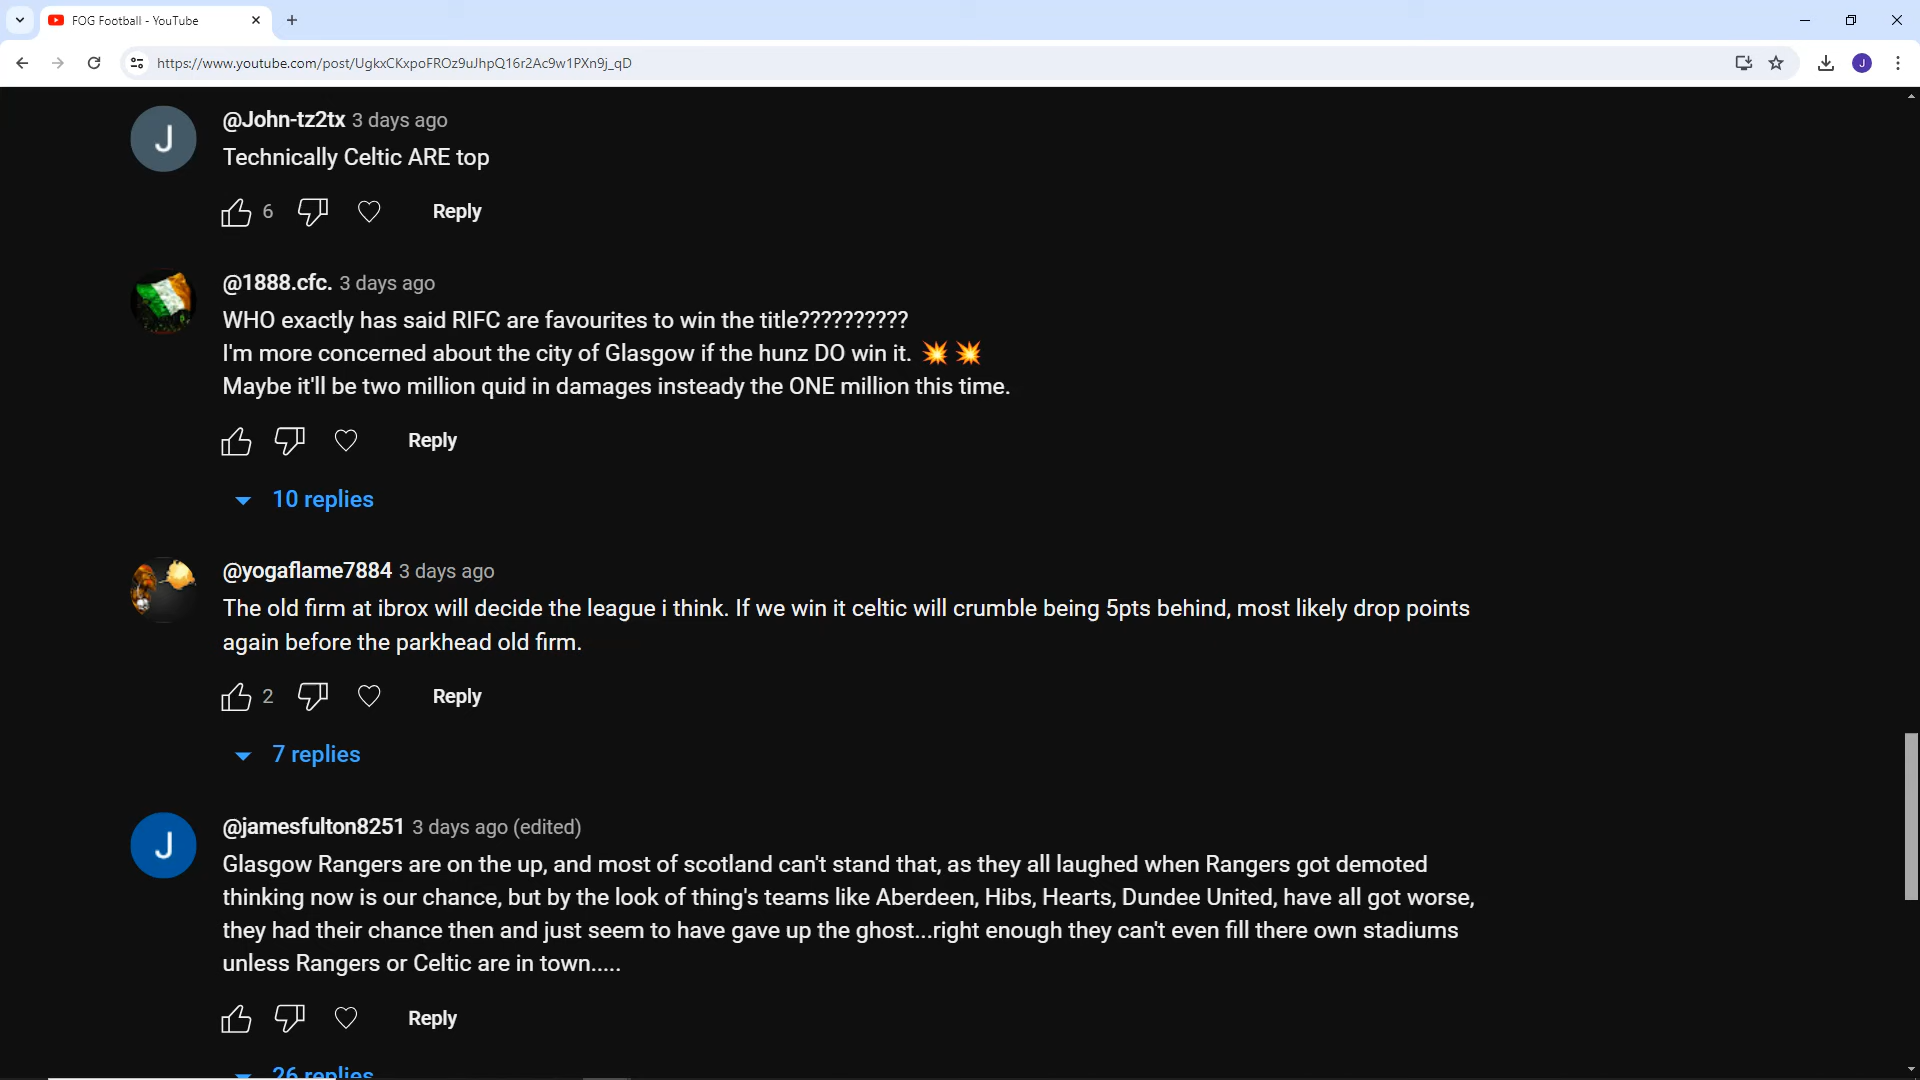 FOG Football - YouTube
https://www.youtube.com/post/UgkxCKxpoFROz9uJhpQ16r2Ac9w1PXn9j_qD
J
J
@John-tz2tx 3 days ago
Technically Celtic ARE top
6 Reply
@1888.cfc. 3 days ago
WHO exactly has said RIFC are favourites to win the title??????????
I'm more concerned about the city of Glasgow if the hunz DO win it. 💥💥
Maybe it'll be two million quid in damages insteady the ONE million this time.
Reply
10 replies
@yogaflame7884 3 days ago
The old firm at ibrox will decide the league i think. If we win it celtic will crumble being 5pts behind, most likely drop points
again before the parkhead old firm.
2 Reply
7 replies
J
@jamesfulton8251 3 days ago (edited)
Glasgow Rangers are on the up, and most of scotland can't stand that, as they all laughed when Rangers got demoted
thinking now is our chance, but by the look of thing's teams like Aberdeen, Hibs, Hearts, Dundee United, have all got worse,
they had their chance then and just seem to have gave up the ghost...right enough they can't even fill there own stadiums
unless Rangers or Celtic are in town.....
Reply
26 replies